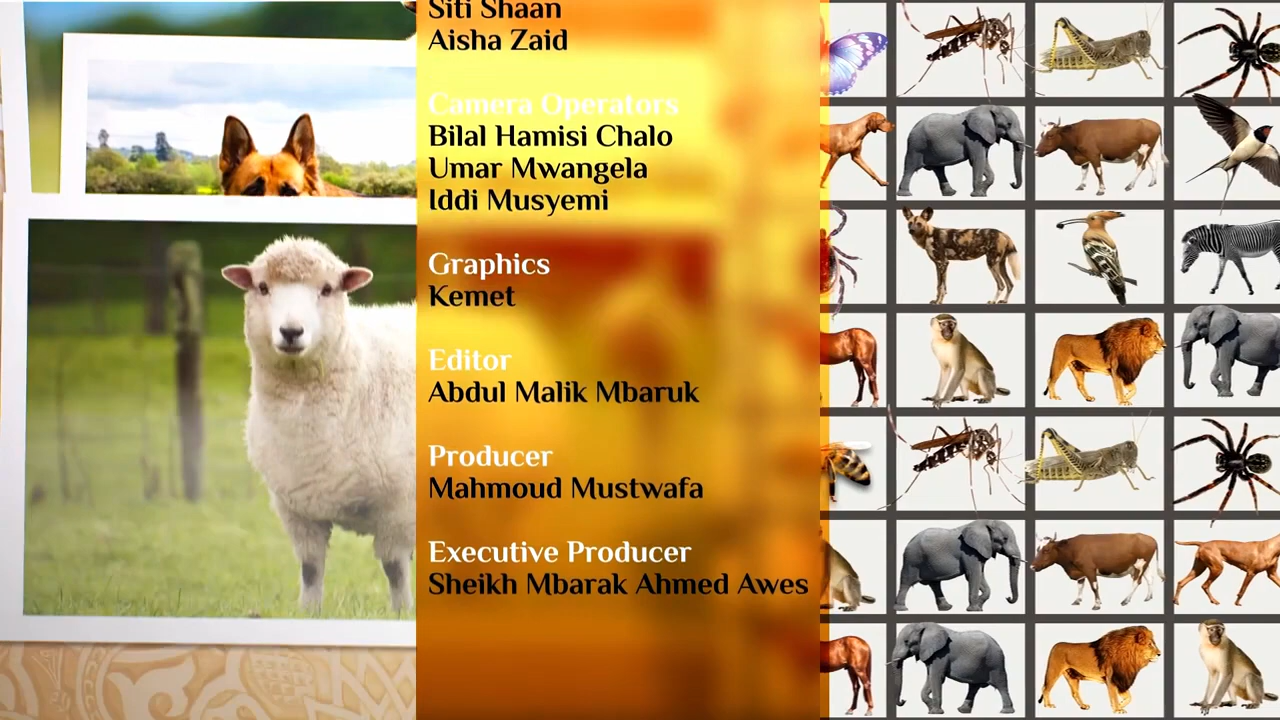 Siti Shaan
Aisha Zaid
Camera Operators
Bilal Hamisi Chalo
Umar Mwangela
Iddi Musyemi
Graphics
Kemet
Editor
Abdul Malik Mbaruk
Producer
Mahmoud Mustwafa
Executive Producer
Sheikh Mbarak Ahmed Awes